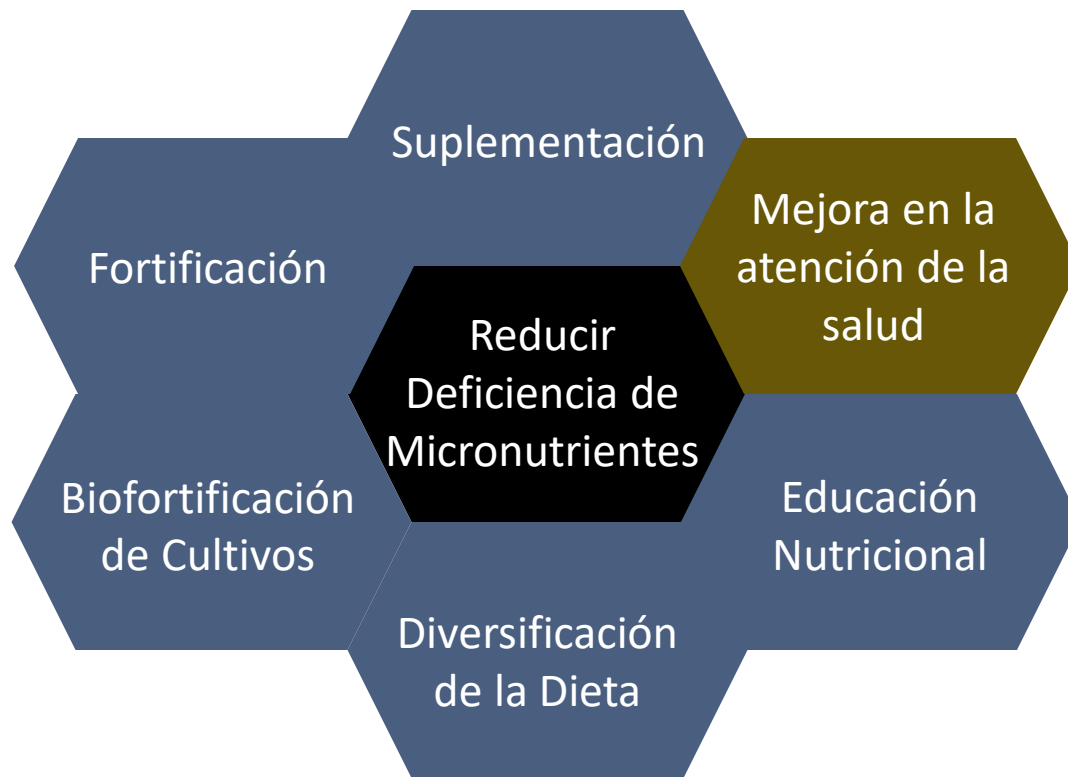 Suplementación
Mejora en la
atención de la
salud
Fortificación
Reducir
Deficiencia de
Micronutrientes
Biofortificación
de Cultivos
Educación
Nutricional
Diversificación
de la Dieta